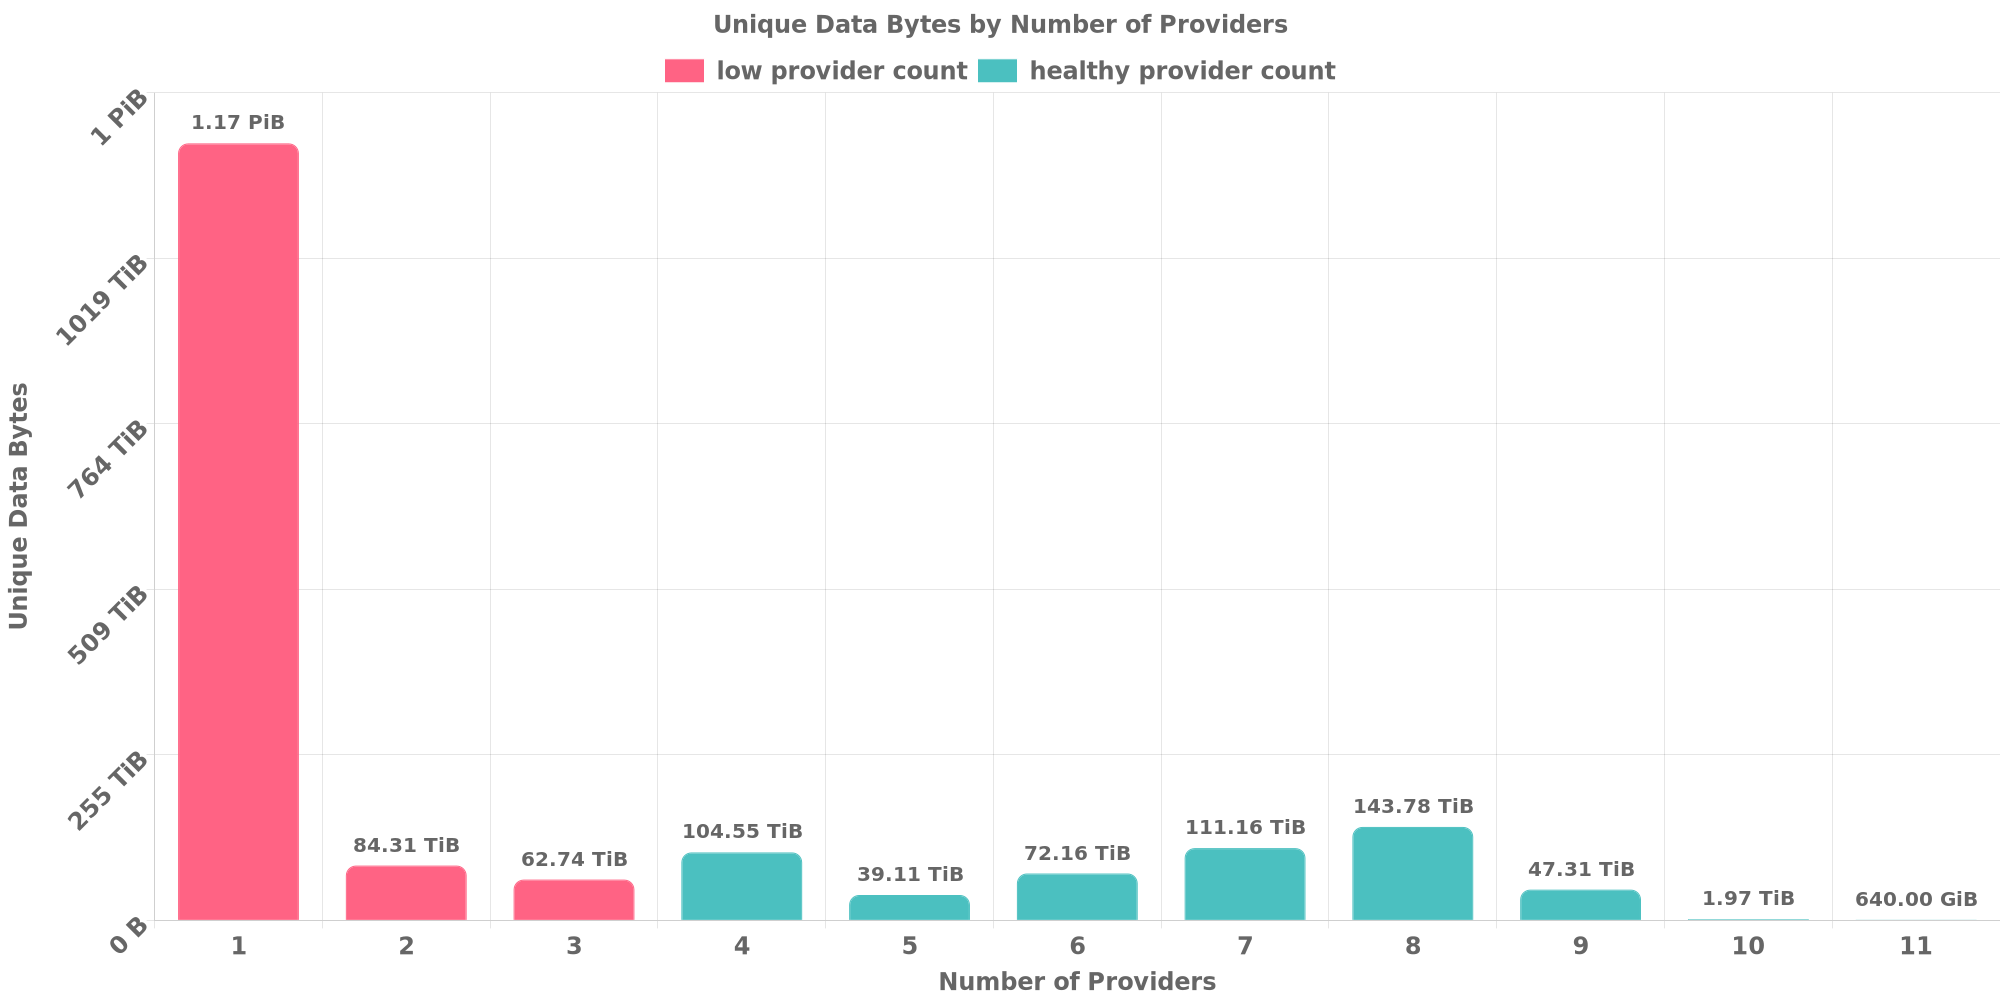 Unique Data Bytes by Number of Providers
low provider count
healthy provider count
1 PiB
1019 TiB
764 TiB
509 TiB
255 TiB
0 B
Unique Data Bytes
1.17 PiB
84.31 TiB
62.74 TiB
104.55 TiB
39.11 TiB
72.16 TiB
111.16 TiB
143.78 TiB
47.31 TiB
1.97 TiB
640.00 GiB
1 2 3 4 5 6 7 8 9 10 11
Number of Providers